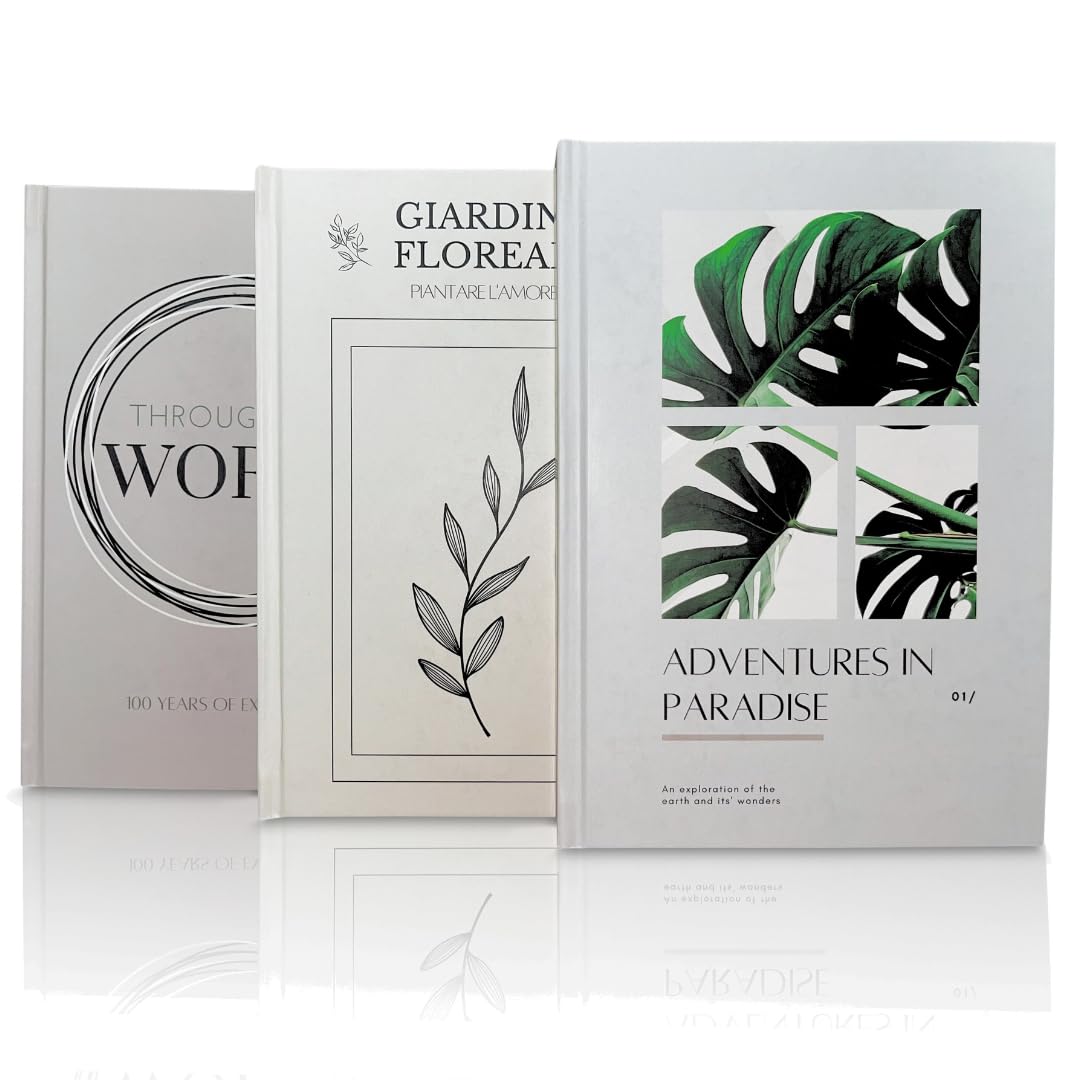 THROUG
WOR
100 YEARS OF EX
GIARDIN
FLOREAL
PIANTARE L'AMORE
ADVENTURES IN
PARADISE
01/
An exploration of the
earth and its' wonders